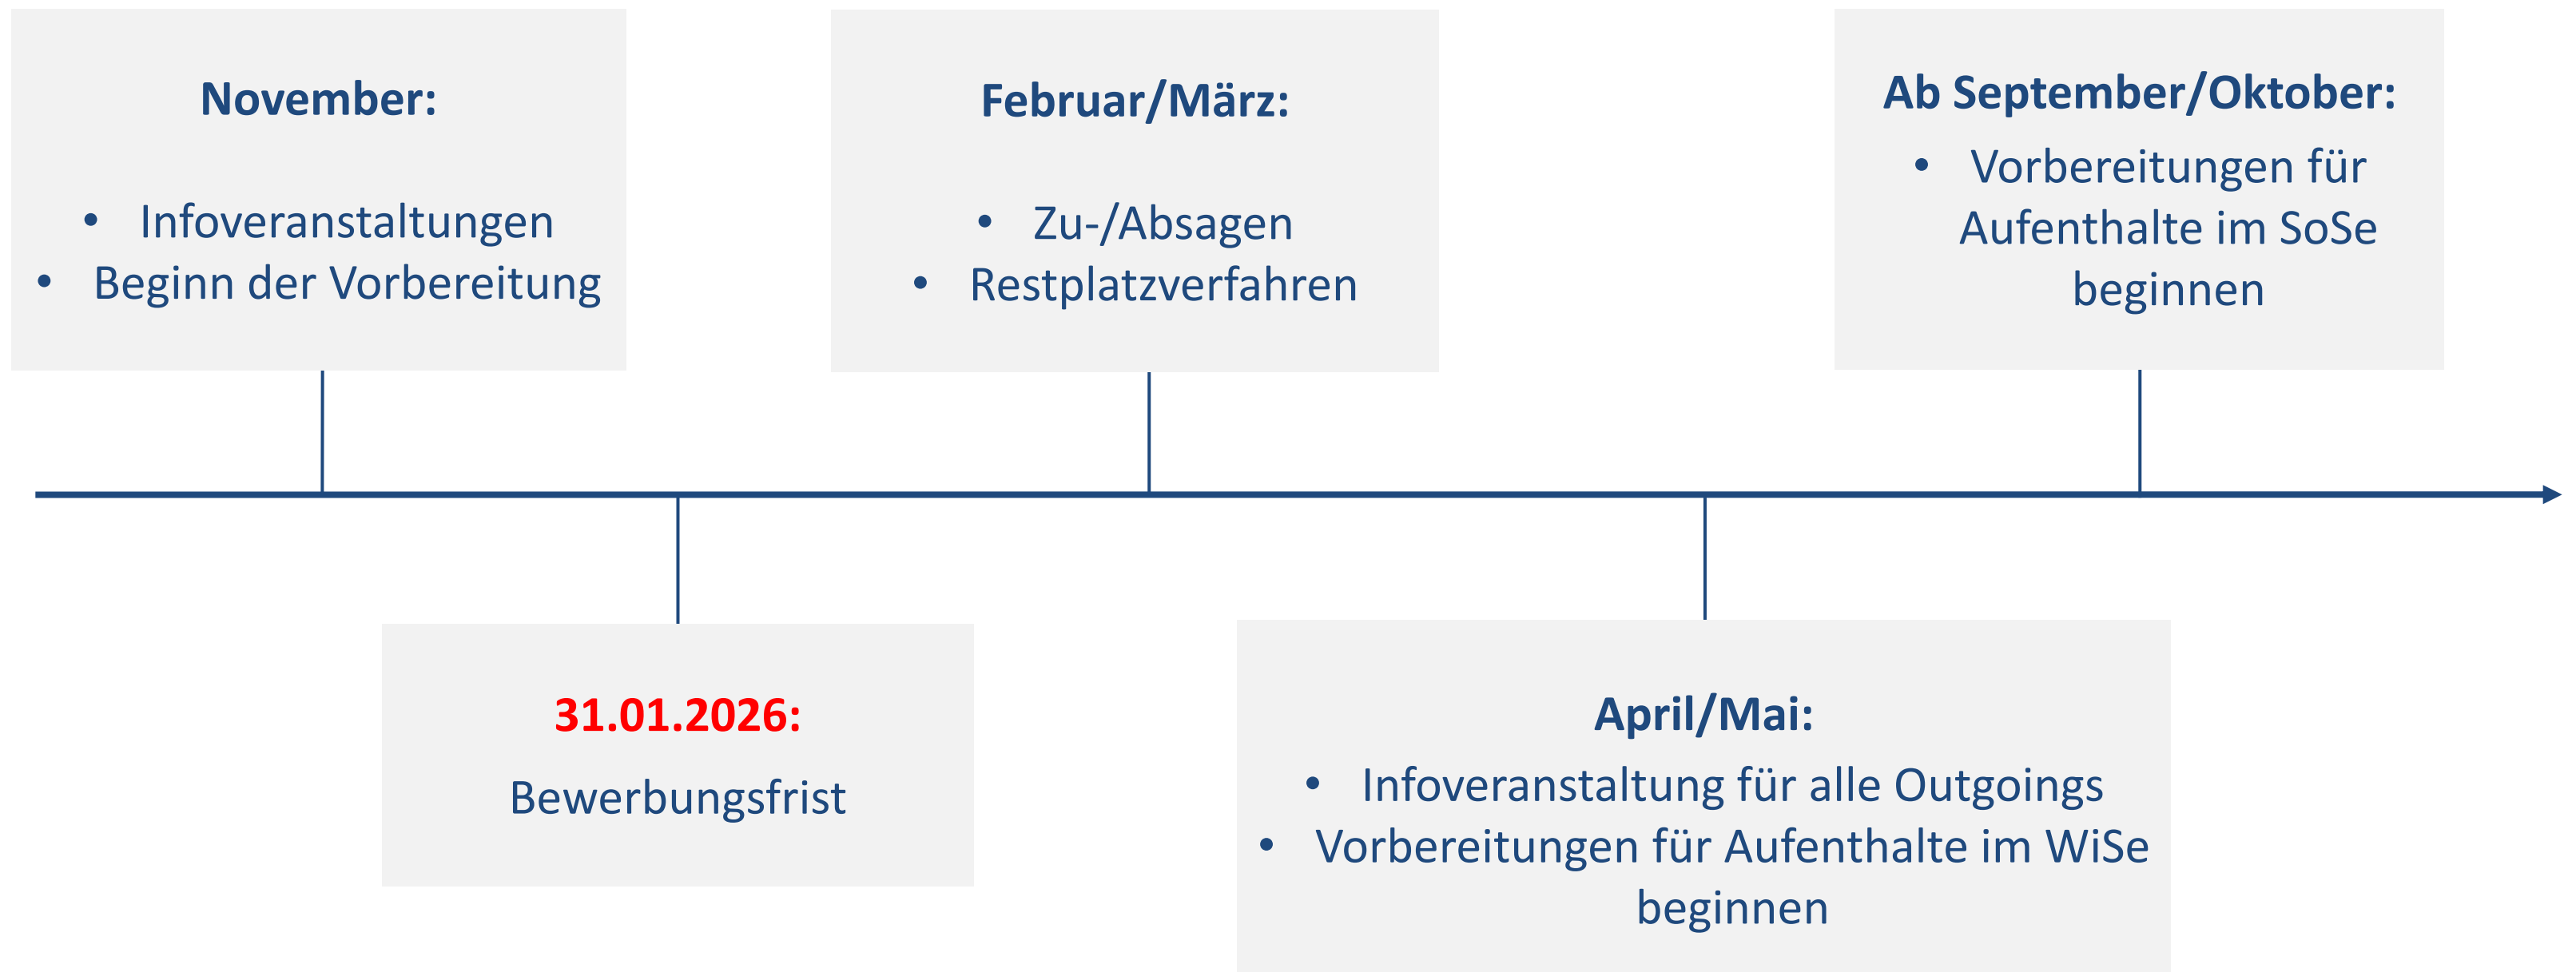 November:
• Infoveranstaltungen
• Beginn der Vorbereitung
31.01.2026:
Bewerbungsfrist
Februar/März:
• Zu-/Absagen
• Restplatzverfahren
April/Mai:
• Infoveranstaltung für alle Outgoings
• Vorbereitungen für Aufenthalte im WiSe
beginnen
Ab September/Oktober:
• Vorbereitungen für
Aufenthalte im SoSe
beginnen